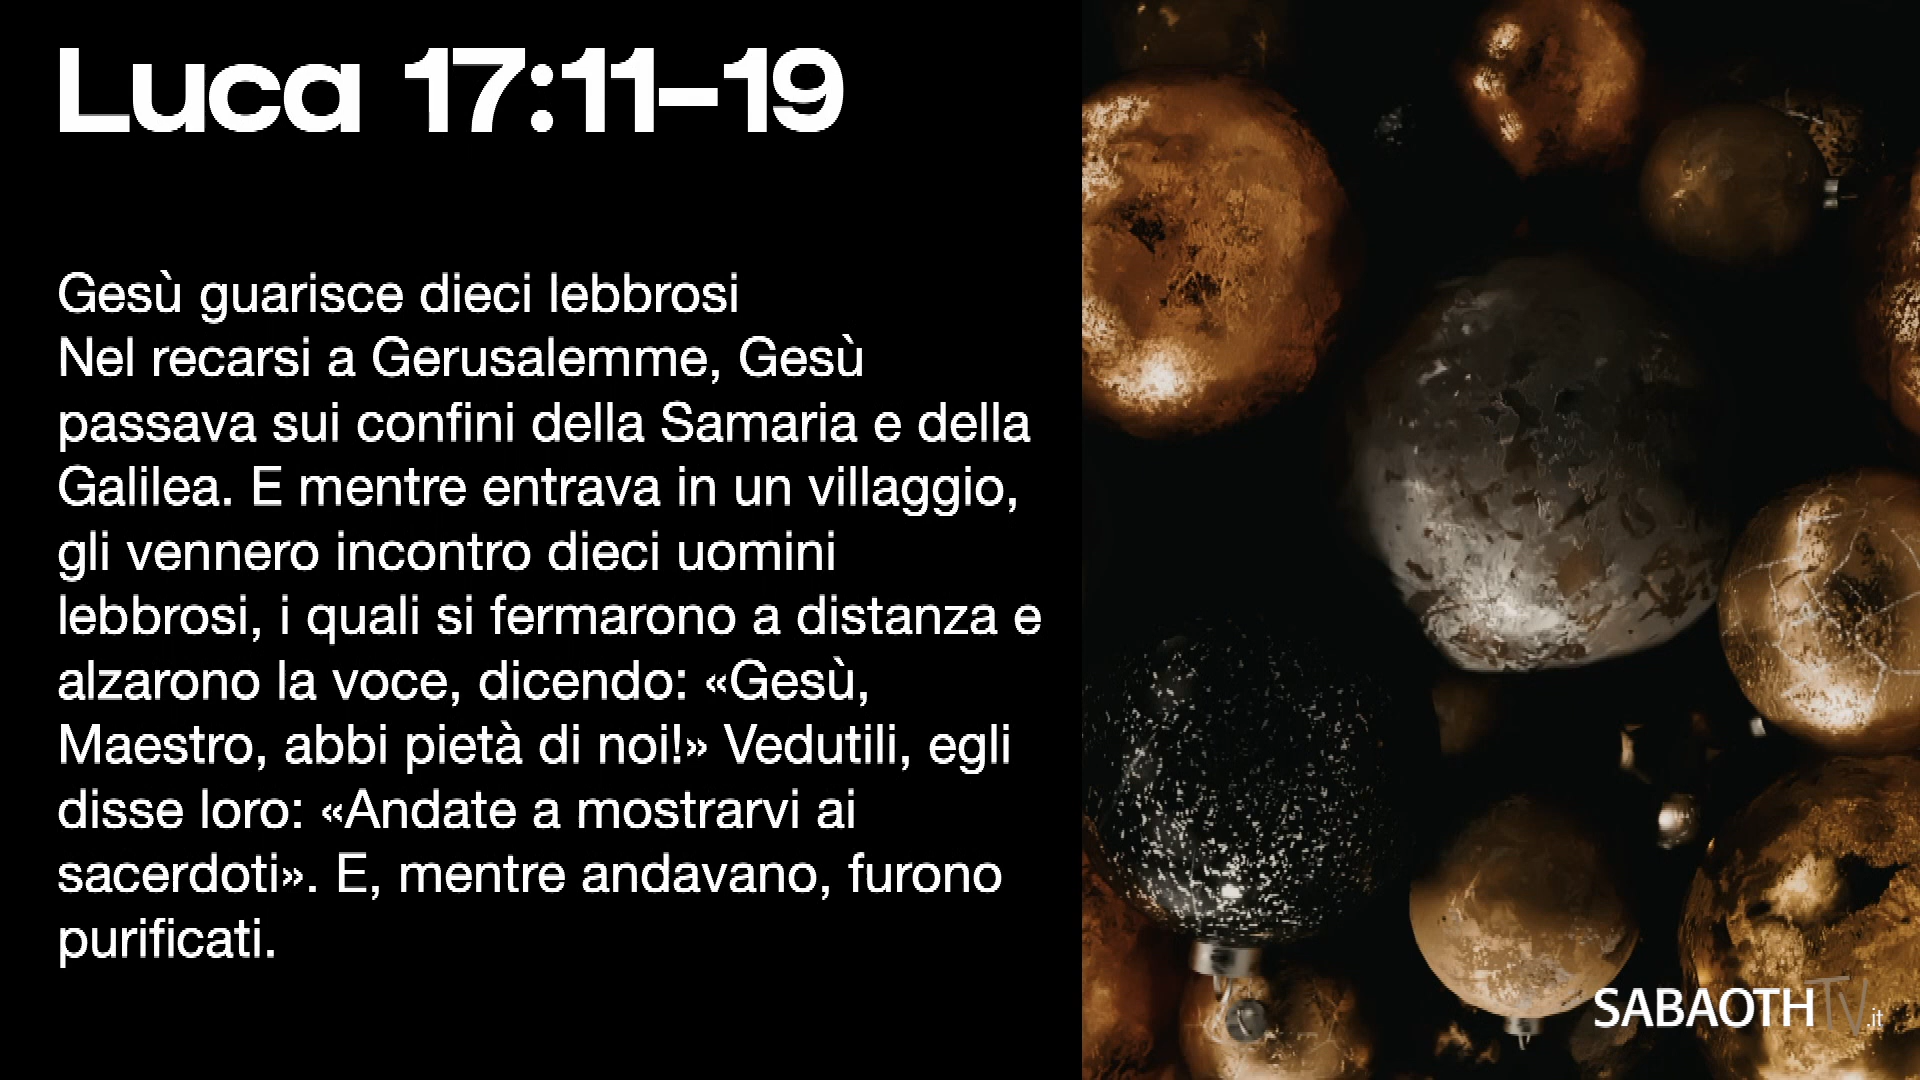 Luca 17:11–19
Gesù guarisce dieci lebbrosi
Nel recarsi a Gerusalemme, Gesù
passava sui confini della Samaria e della
Galilea. E mentre entrava in un villaggio,
gli vennero incontro dieci uomini
lebbrosi, i quali si fermarono a distanza e
alzarono la voce, dicendo: «Gesù,
Maestro, abbi pietà di noi!» Vedutili, egli
disse loro: «Andate a mostrarvi ai
sacerdoti». E, mentre andavano, furono
purificati.
SABAOTHTV.it